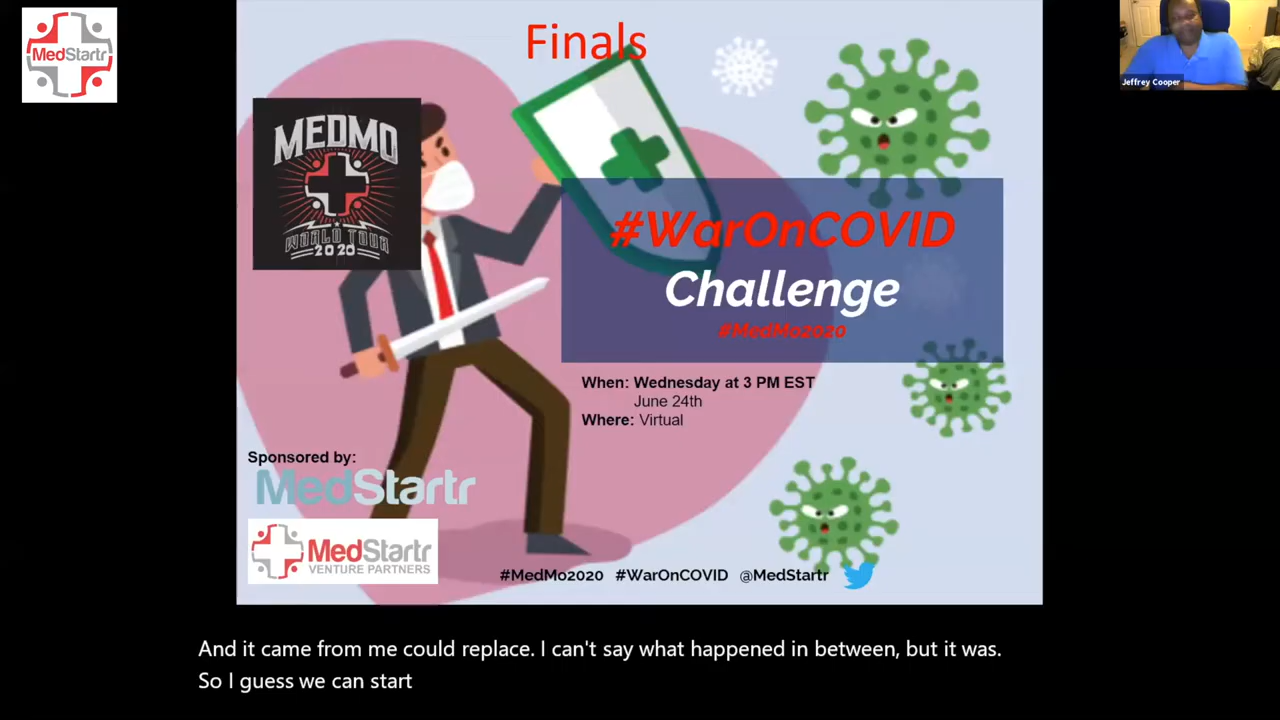 MedStartr
Finals
Jeffrey Cooper
MEDMO
WORLD TOUR
2020
#WarOnCOVID
Challenge
#MedMo2020
When: Wednesday at 3 PM EST
June 24th
Where: Virtual
Sponsored by:
MedStartr
MedStartr
VENTURE PARTNERS
#MedMo2020 #WarOnCOVID @MedStartr
And it came from me could replace. I can't say what happened in between, but it was.
So I guess we can start